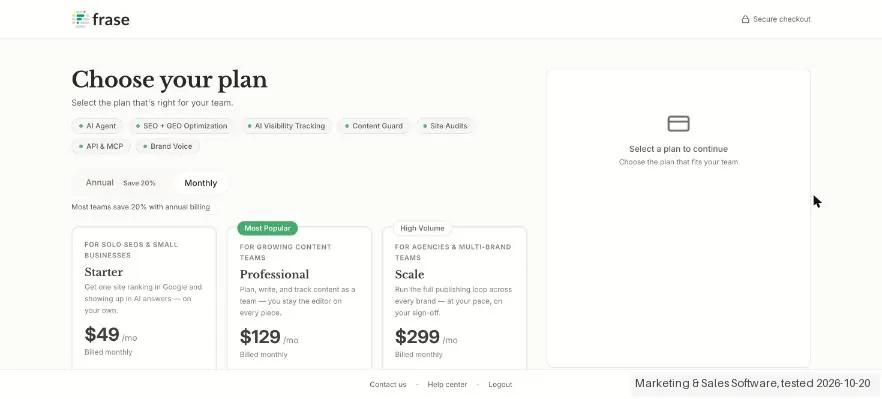 frase
Secure checkout
Choose your plan
Select the plan that's right for your team.
AI Agent
SEO + GEO Optimization
AI Visibility Tracking
Content Guard
Site Audits
API & MCP
Brand Voice
Annual Save 20%
Monthly
Most teams save 20% with annual billing
FOR SOLO SEOS & SMALL
BUSINESSES
Starter
Get one site ranking in Google and
showing up in AI answers — on
your own.
$49 /mo
Billed monthly
Most Popular
FOR GROWING CONTENT
TEAMS
Professional
Plan, write, and track content as a
team — you stay the editor on
every piece.
$129 /mo
Billed monthly
High Volume
FOR AGENCIES & MULTI-BRAND
TEAMS
Scale
Run the full publishing loop across
every brand — at your pace, on
your sign-off.
$299 /mo
Billed monthly
Select a plan to continue
Choose the plan that fits your team
Contact us · Help center · Logout
Marketing & Sales Software, tested 2026-10-20